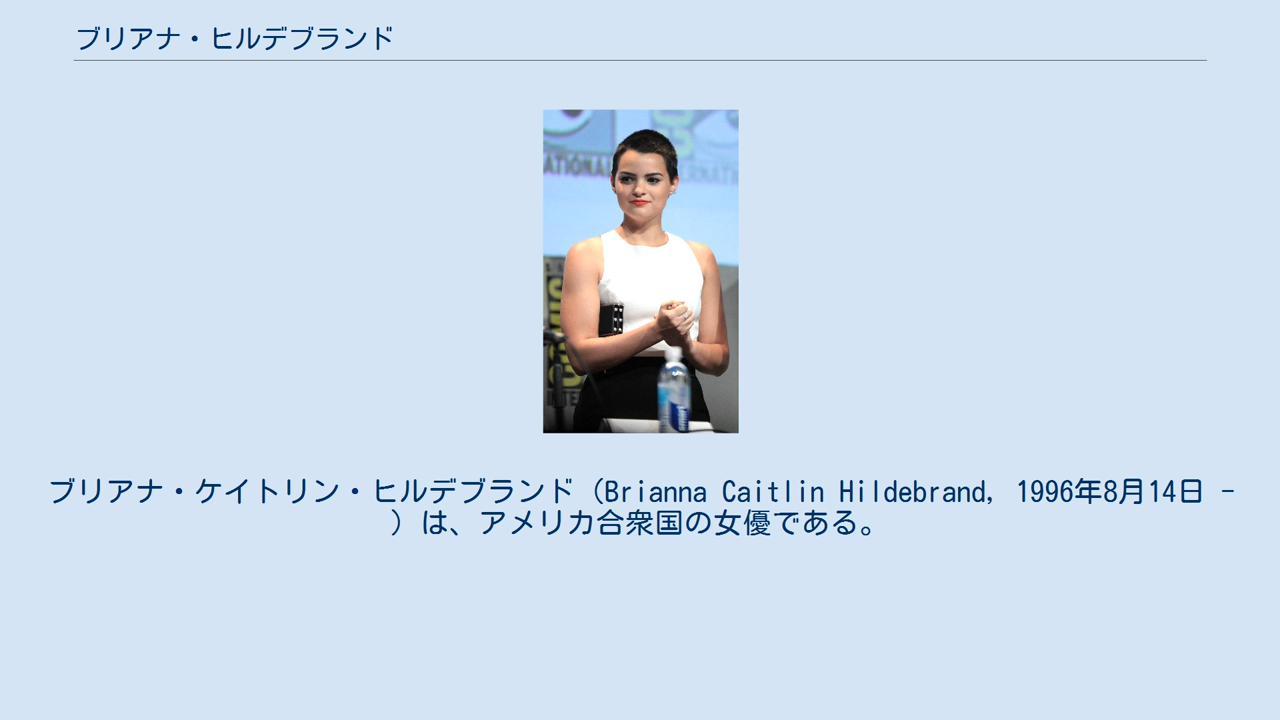 ブリアナ・ヒルデブランド
ATIONAL
ブリアナ・ケイトリン・ヒルデブランド（Brianna Caitlin Hildebrand, 1996年8月14日 -
）は、アメリカ合衆国の女優である。